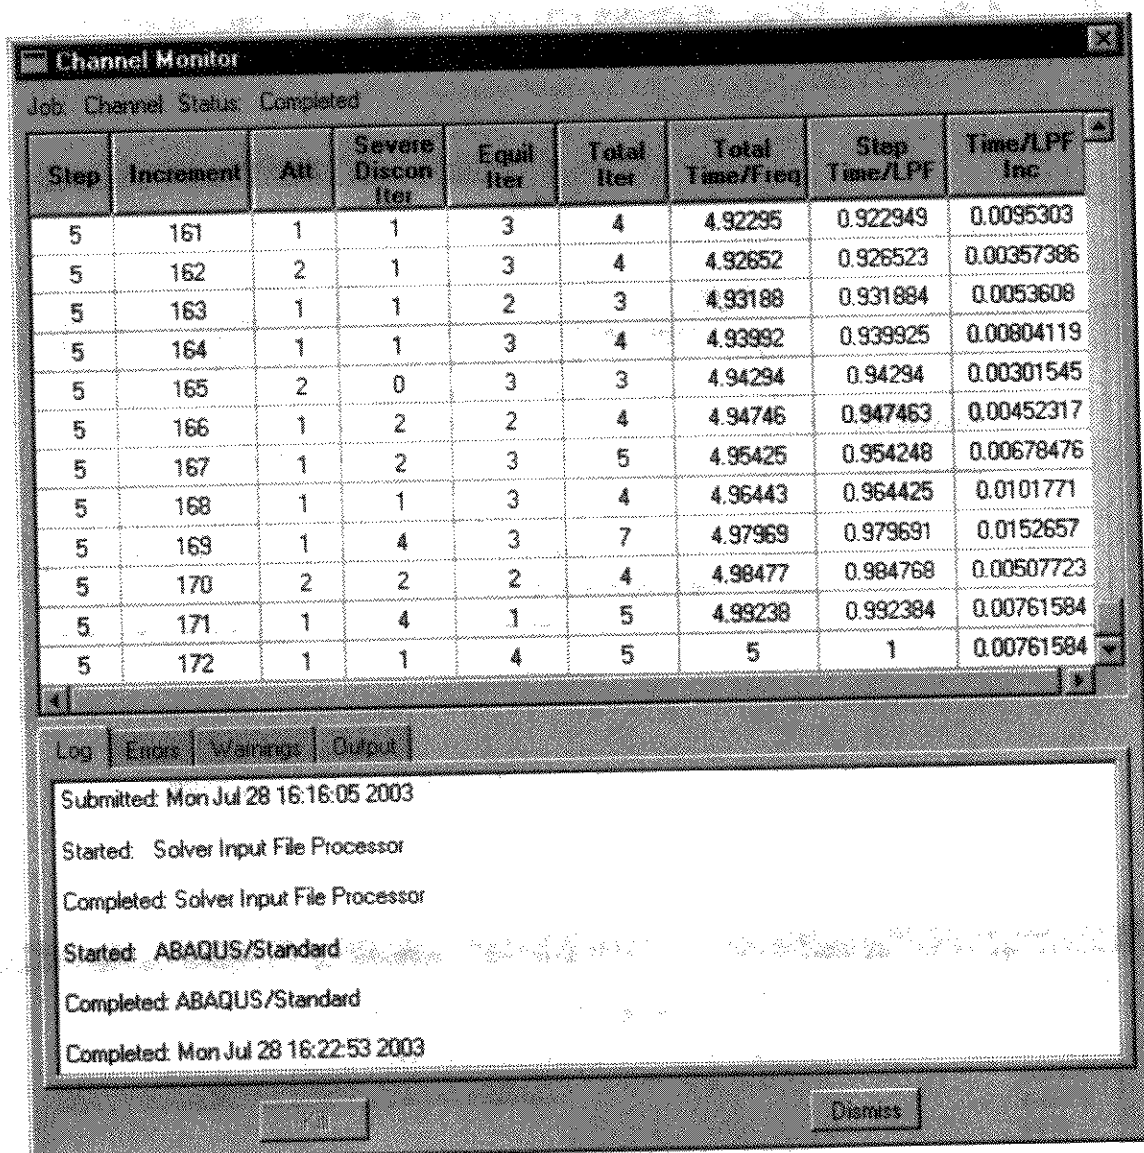 Channel Monitor
Job: Channel Status: Completed
Step Increment Att Severe Discon Iter Equil Iter Total Iter Total Time/Freq Step Time/LPF Time/LPF Inc
5 161 1 1 3 4 4.92295 0.922949 0.0095303
5 162 2 1 3 4 4.92652 0.926523 0.00357386
5 163 1 1 2 3 4.93188 0.931884 0.0053608
5 164 1 1 3 4 4.93992 0.939925 0.00804119
5 165 2 0 3 3 4.94294 0.94294 0.00301545
5 166 1 2 2 4 4.94746 0.947463 0.00452317
5 167 1 2 3 5 4.95425 0.954248 0.00678476
5 168 1 1 3 4 4.96443 0.964425 0.0101771
5 169 1 4 3 7 4.97969 0.979691 0.0152657
5 170 2 2 2 4 4.98477 0.984768 0.00507723
5 171 1 4 1 5 4.99238 0.992384 0.00761584
5 172 1 1 4 5 5 1 0.00761584
Log Errors Warnings Output
Submitted: Mon Jul 28 16:16:05 2003
Started: Solver Input File Processor
Completed: Solver Input File Processor
Started: ABAQUS/Standard
Completed: ABAQUS/Standard
Completed: Mon Jul 28 16:22:53 2003
Dismiss